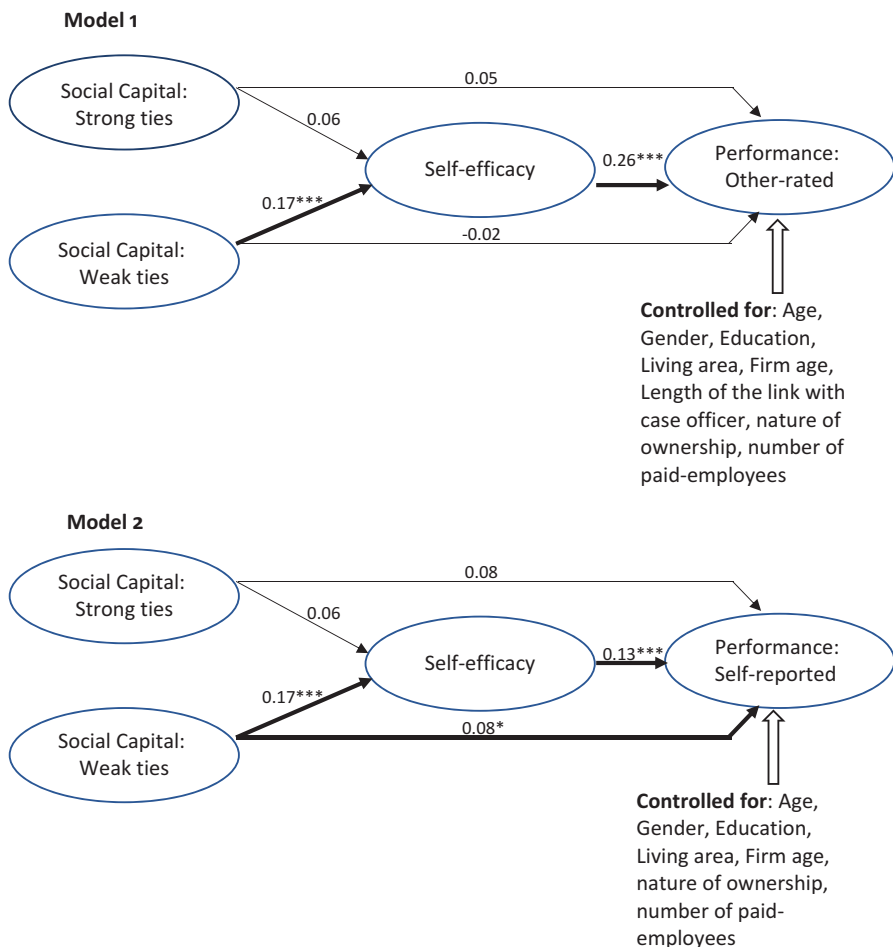 Model 1
Social Capital:
Strong ties
0.05
0.06
Self-efficacy
0.26***
Performance:
Other-rated
0.17***
Social Capital:
Weak ties
-0.02
Controlled for: Age,
Gender, Education,
Living area, Firm age,
Length of the link with
case officer, nature of
ownership, number of
paid-employees
Model 2
Social Capital:
Strong ties
0.08
0.06
Self-efficacy
0.13***
Performance:
Self-reported
0.17***
Social Capital:
Weak ties
0.08*
Controlled for: Age,
Gender, Education,
Living area, Firm age,
nature of ownership,
number of paid-
employees